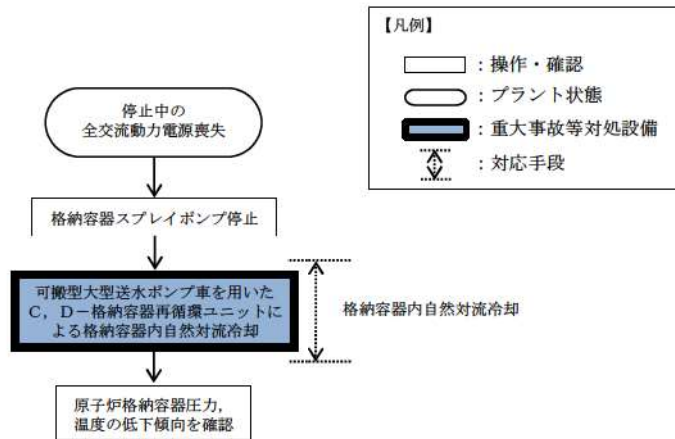 【凡例】
：操作・確認
：プラント状態
：重大事故等対処設備
：対応手段
停止中の
全交流動力電源喪失
格納容器スプレイポンプ停止
可搬型大型送水ポンプ車を用いた
C，D－格納容器再循環ユニットに
よる格納容器内自然対流冷却
格納容器内自然対流冷却
原子炉格納容器圧力，
温度の低下傾向を確認